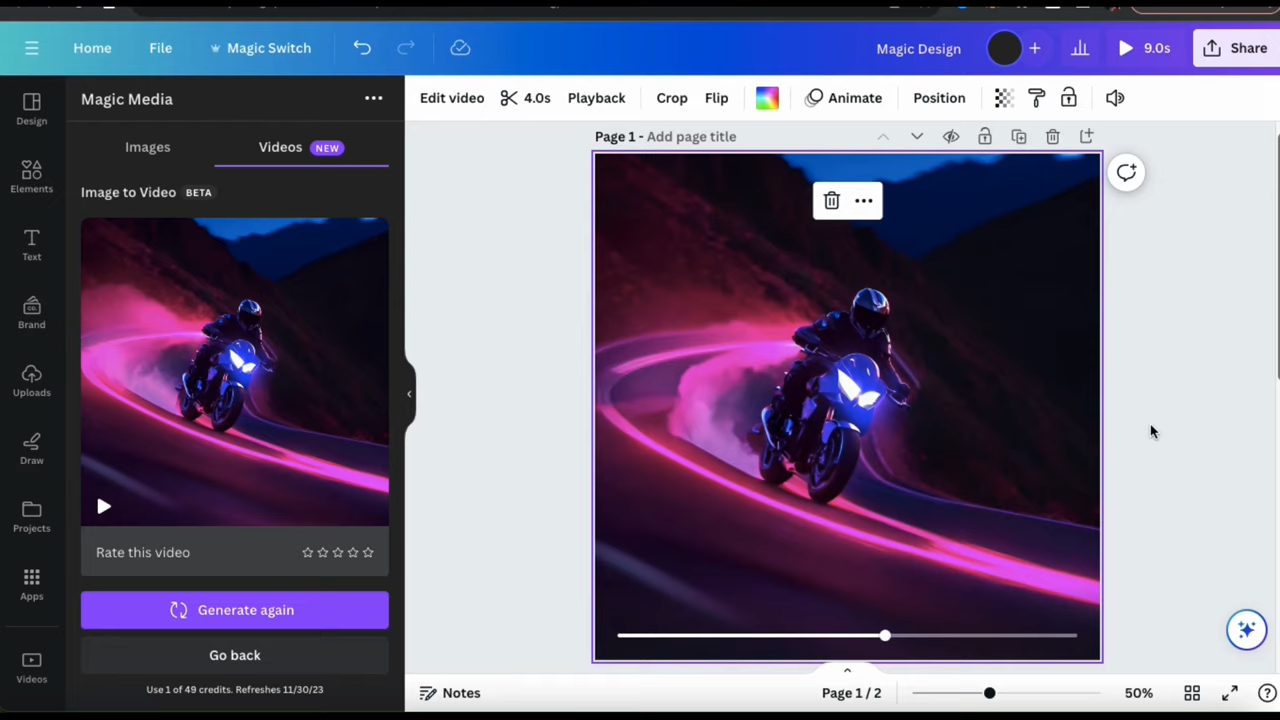 Home File Magic Switch Magic Design + 9.0s Share
Design
Elements
Text
Brand
CO.
Uploads
Draw
Projects
Apps
Videos
Magic Media
Images Videos NEW
Image to Video BETA
Rate this video
Generate again
Go back
Use 1 of 49 credits. Refreshes 11/30/23
Edit video 4.0s Playback Crop Flip Animate Position
Page 1 - Add page title
Notes Page 1 / 2 50% ?